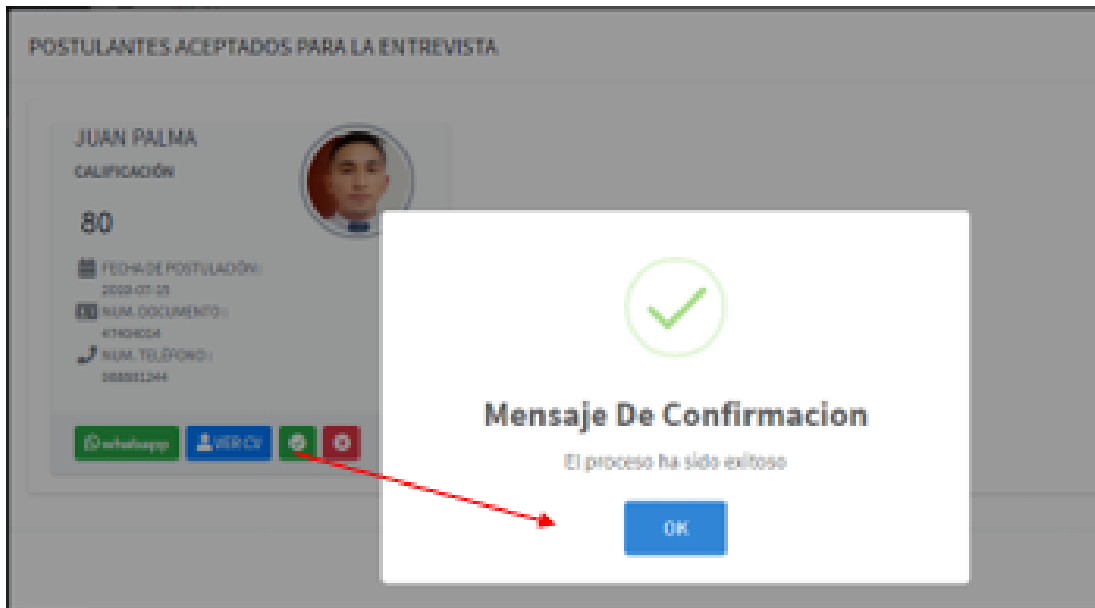 POSTULANTES ACEPTADOS PARA LA ENTREVISTA
JUAN PALMA
CALIFICACIÓN
80
FECHA DE POSTULACIÓN :
NUM. DOCUMENTO :
NUM. TELÉFONO :
whatsapp VER CV
Mensaje De Confirmacion
El proceso ha sido exitoso
OK